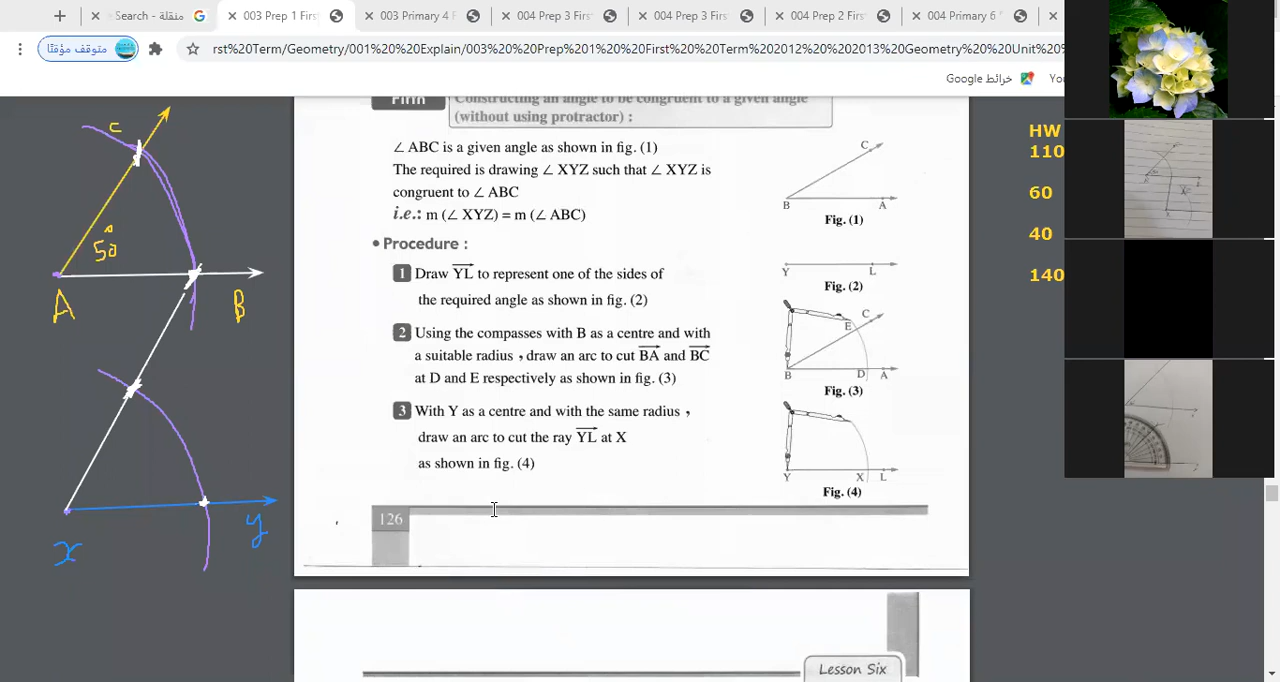 منقلة - Search
003 Prep 1 Firs
003 Primary 4 F
004 Prep 3 Firs
004 Prep 3 Firs
004 Prep 2 Firs
004 Primary 6
متوقف مؤقتًا
rst%20Term/Geometry/001%20%20Explain/003%20%20Prep%201%20%20First%20%20Term%202012%20%202013%20Geometry%20%20Unit%
خرائط Google
You
Constructing an angle to be congruent to a given angle
(without using protractor) :
∠ ABC is a given angle as shown in fig. (1)
The required is drawing ∠ XYZ such that ∠ XYZ is
congruent to ∠ ABC
i.e.: m (∠ XYZ) = m (∠ ABC)
C
B
A
Fig. (1)
• Procedure :
1 Draw YL to represent one of the sides of
the required angle as shown in fig. (2)
Y
L
Fig. (2)
2 Using the compasses with B as a centre and with
a suitable radius , draw an arc to cut BA and BC
at D and E respectively as shown in fig. (3)
C
E
B
D
A
Fig. (3)
3 With Y as a centre and with the same radius ,
draw an arc to cut the ray YL at X
as shown in fig. (4)
Y
X
L
Fig. (4)
126
Lesson Six
C
50°
A
B
x
y
HW
110
60
40
140